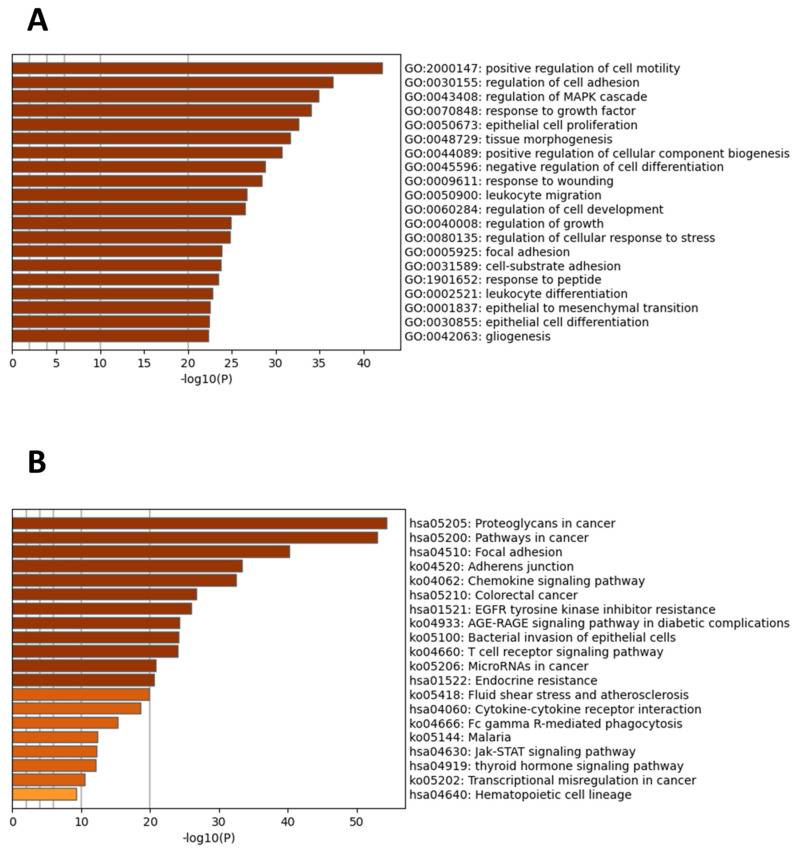 A
GO:2000147: positive regulation of cell motility
GO:0030155: regulation of cell adhesion
GO:0043408: regulation of MAPK cascade
GO:0070848: response to growth factor
GO:0050673: epithelial cell proliferation
GO:0048729: tissue morphogenesis
GO:0044089: positive regulation of cellular component biogenesis
GO:0045596: negative regulation of cell differentiation
GO:0009611: response to wounding
GO:0050900: leukocyte migration
GO:0060284: regulation of cell development
GO:0040008: regulation of growth
GO:0080135: regulation of cellular response to stress
GO:0005925: focal adhesion
GO:0031589: cell-substrate adhesion
GO:1901652: response to peptide
GO:0002521: leukocyte differentiation
GO:0001837: epithelial to mesenchymal transition
GO:0030855: epithelial cell differentiation
GO:0042063: gliogenesis
0 5 10 15 20 25 30 35 40
-log10(P)
B
hsa05205: Proteoglycans in cancer
hsa05200: Pathways in cancer
hsa04510: Focal adhesion
ko04520: Adherens junction
ko04062: Chemokine signaling pathway
hsa05210: Colorectal cancer
hsa01521: EGFR tyrosine kinase inhibitor resistance
ko04933: AGE-RAGE signaling pathway in diabetic complications
ko05100: Bacterial invasion of epithelial cells
ko04660: T cell receptor signaling pathway
ko05206: MicroRNAs in cancer
hsa01522: Endocrine resistance
ko05418: Fluid shear stress and atherosclerosis
hsa04060: Cytokine-cytokine receptor interaction
ko04666: Fc gamma R-mediated phagocytosis
ko05144: Malaria
hsa04630: Jak-STAT signaling pathway
hsa04919: thyroid hormone signaling pathway
ko05202: Transcriptional misregulation in cancer
hsa04640: Hematopoietic cell lineage
0 10 20 30 40 50
-log10(P)